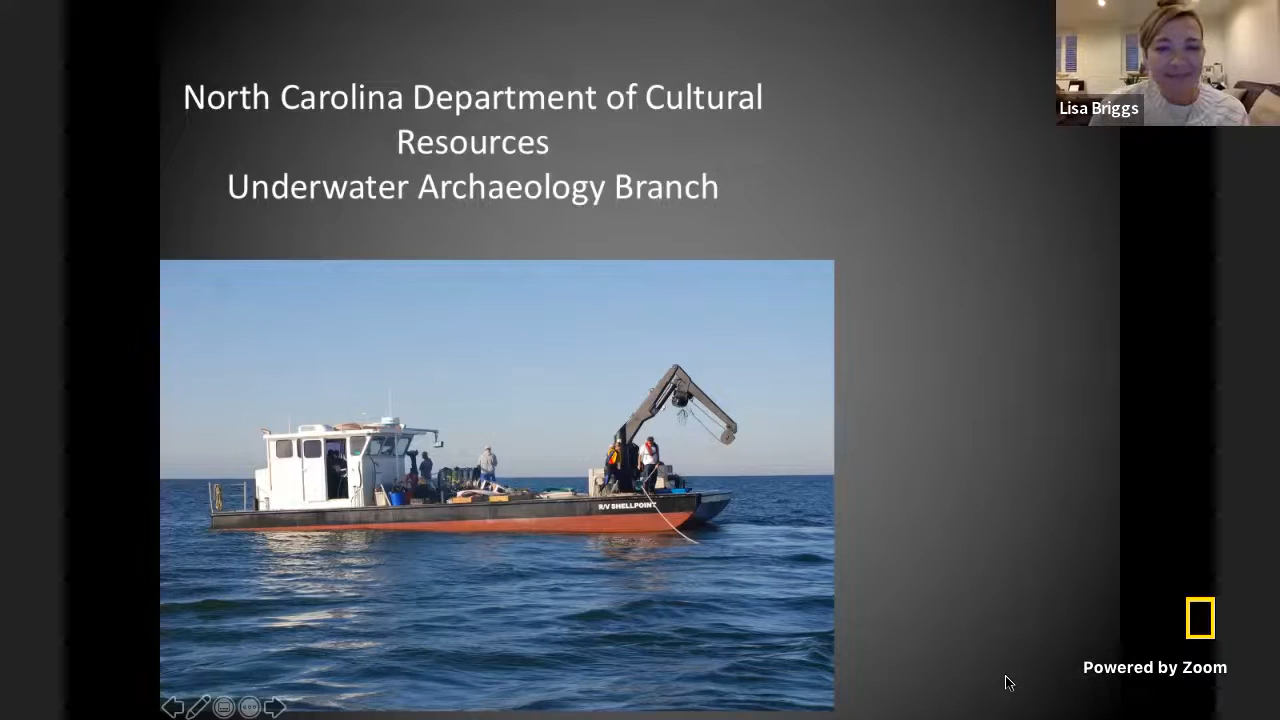 North Carolina Department of Cultural
Resources
Underwater Archaeology Branch
Lisa Briggs
R/V SHELLPOINT
Powered by Zoom